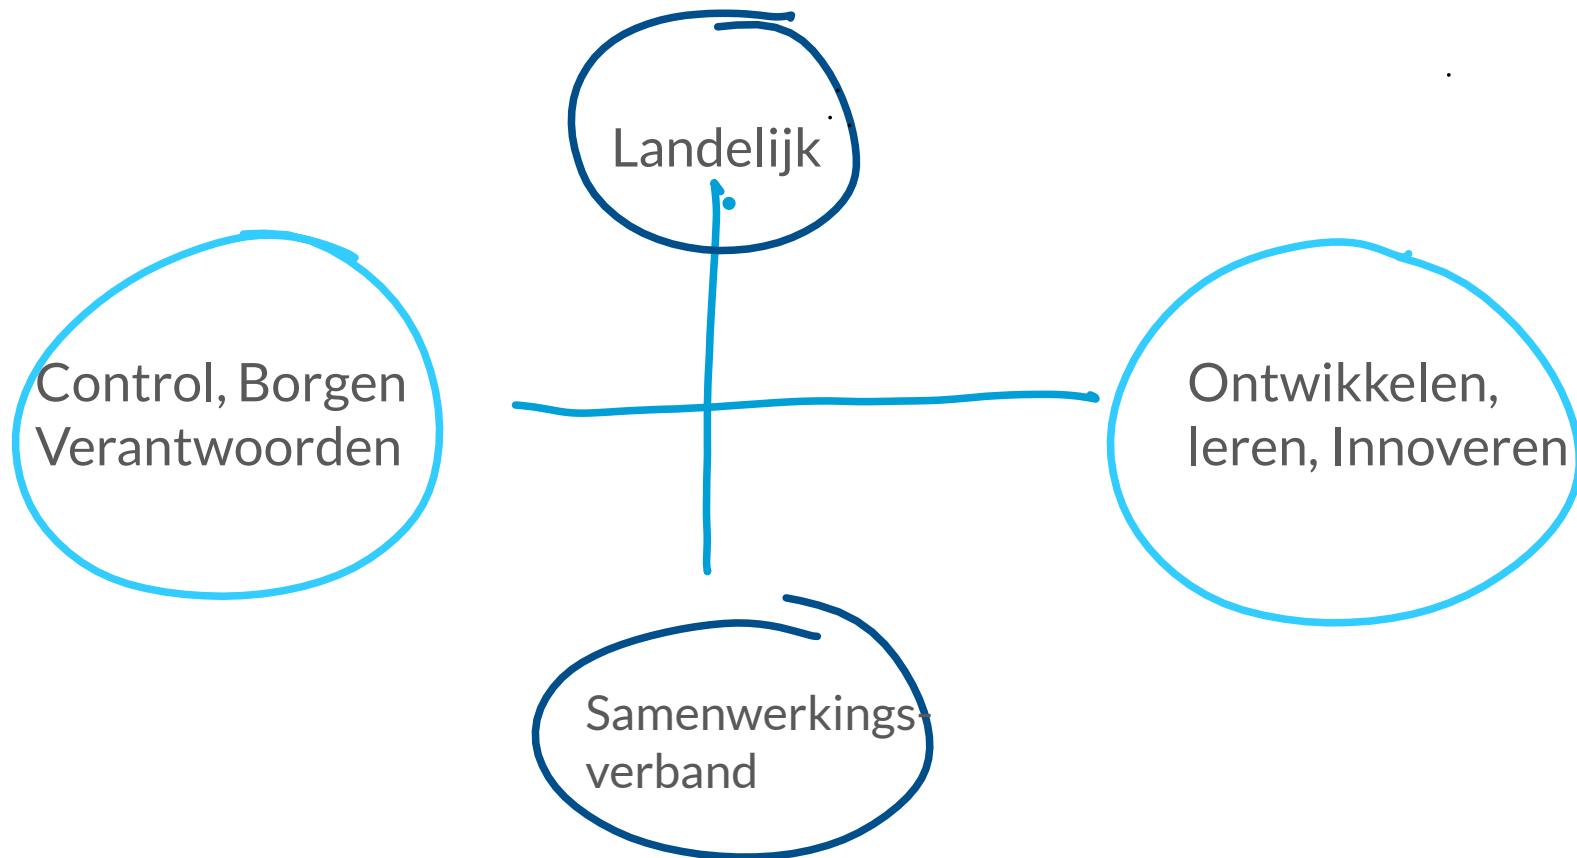 Landelijk
Control, Borgen
Verantwoorden
Ontwikkelen,
leren, Innoveren
Samenwerkings-
verband